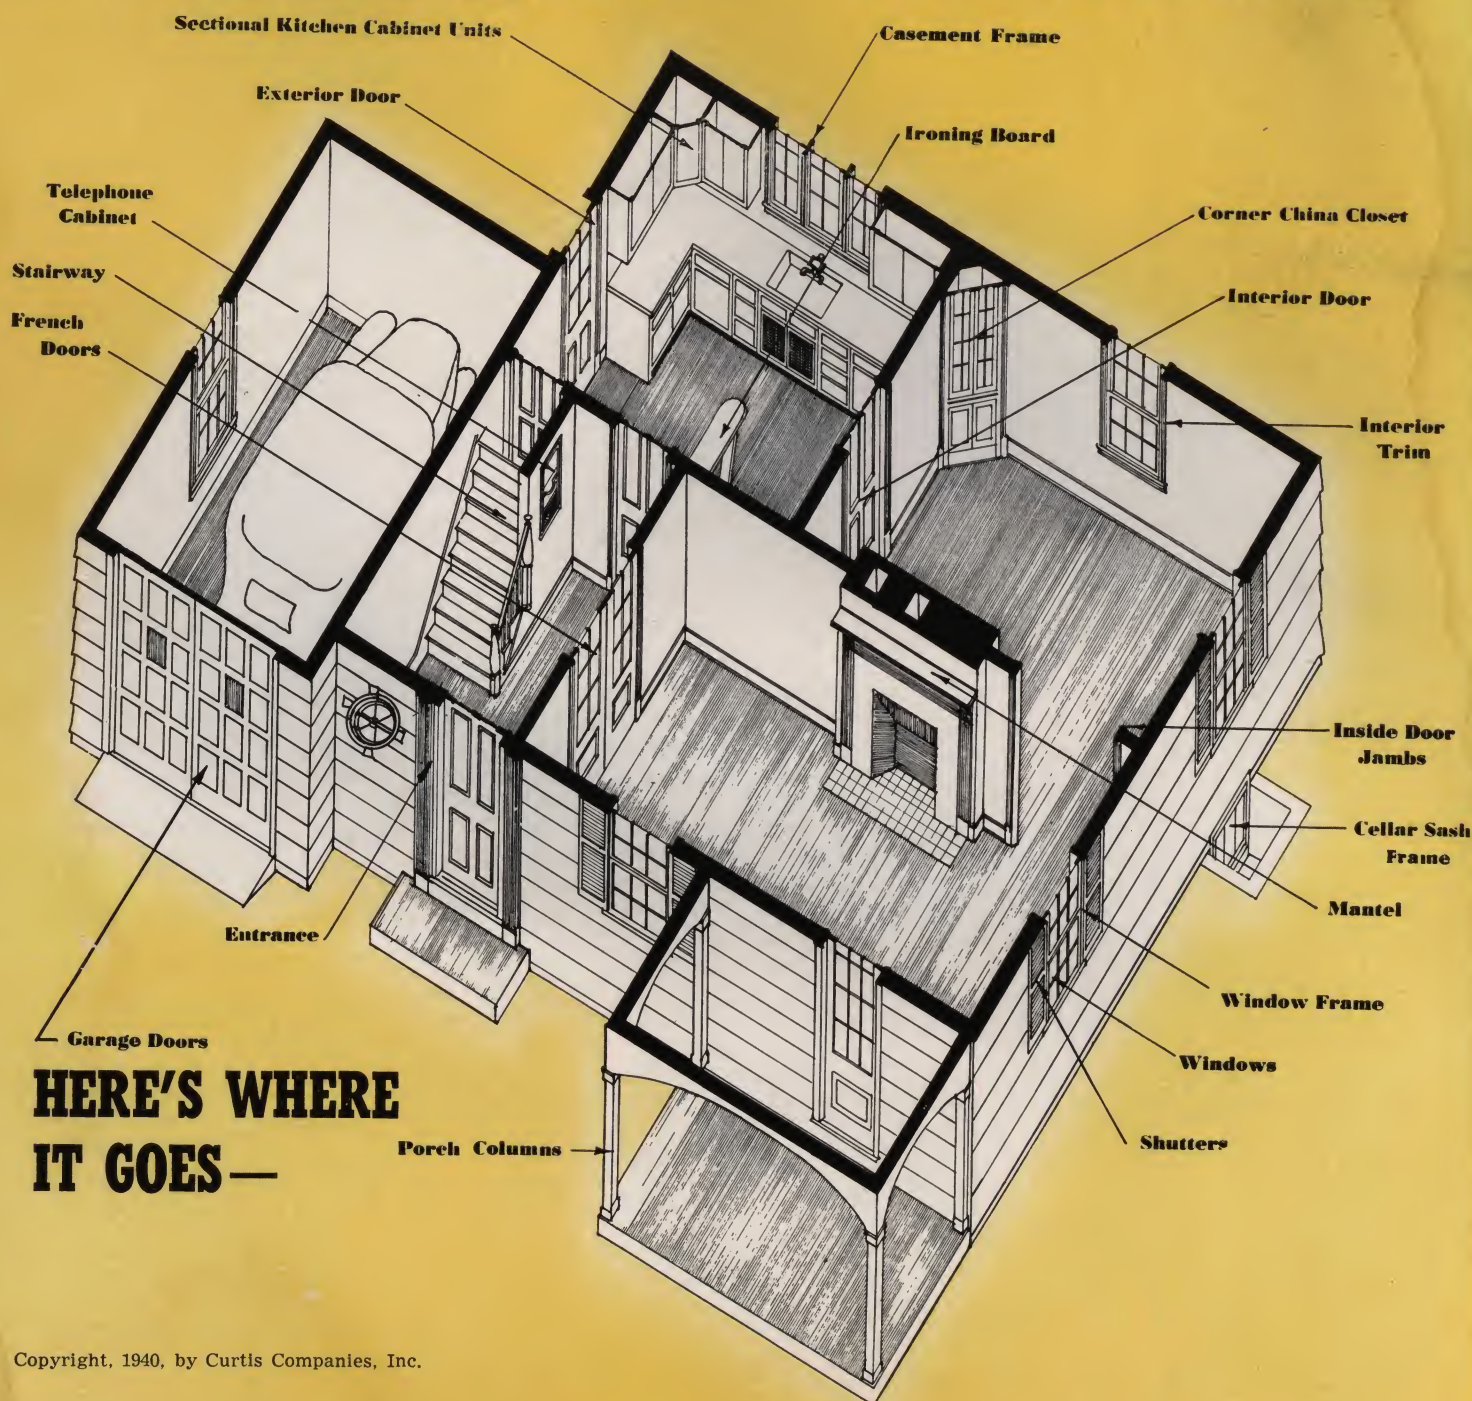 Sectional Kitchen Cabinet Units
Casement Frame
Exterior Door
Ironing Board
Telephone
Cabinet
Corner China Closet
Stairway
Interior Door
French
Doors
Interior
Trim
Inside Door
Jambs
Cellar Sash
Frame
Mantel
Entrance
Window Frame
Garage Doors
Windows
HERE'S WHERE
IT GOES—
Porch Columns
Shutters
Copyright, 1940, by Curtis Companies, Inc.